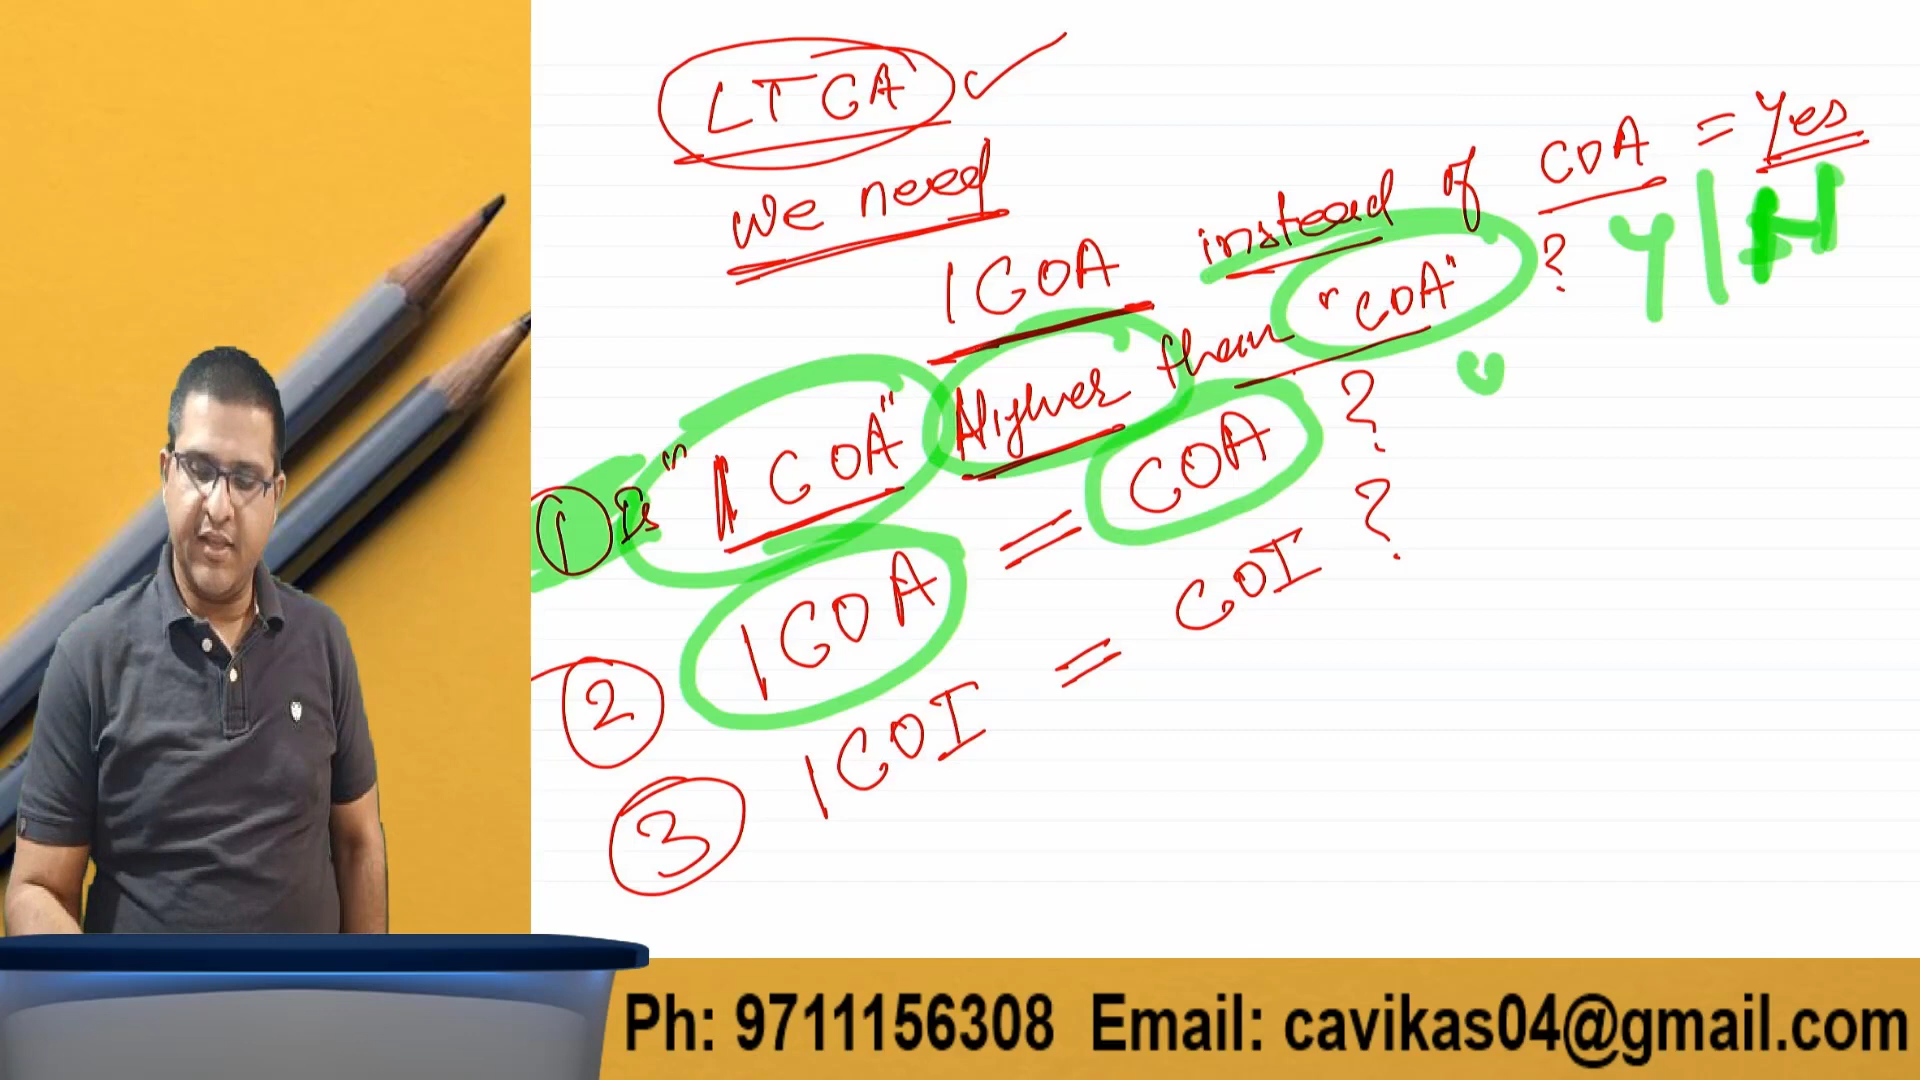 LTCA
we need
ICOA instead of COA = Yes
Y | N
① Is "ICOA" Higher than "COA" ?
② ICOA = COA ?
③ ICOI = COI ?
Ph: 9711156308 Email: cavikas04@gmail.com